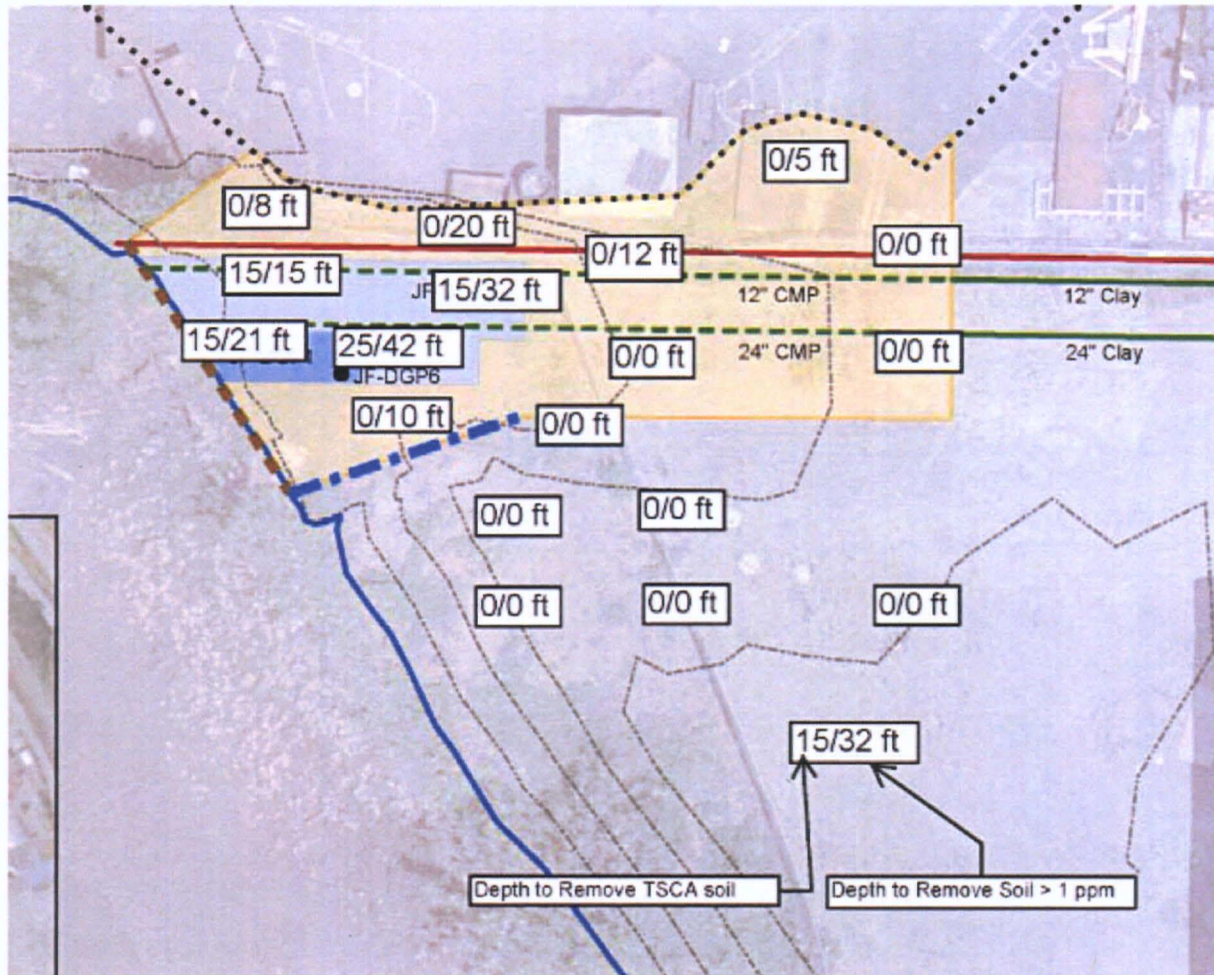 0/5 ft
0/8 ft
0/20 ft
0/12 ft
0/0 ft
15/15 ft
JF
15/32 ft
12" CMP
12" Clay
15/21 ft
25/42 ft
0/0 ft
24" CMP
0/0 ft
24" Clay
JF-DGP6
0/10 ft
0/0 ft
0/0 ft
0/0 ft
0/0 ft
0/0 ft
0/0 ft
15/32 ft
Depth to Remove TSCA soil
Depth to Remove Soil > 1 ppm